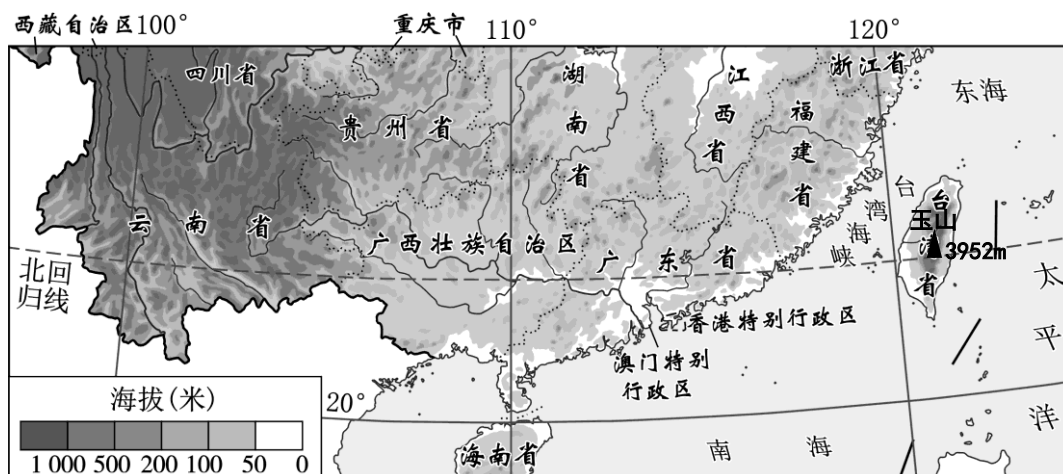 西藏自治区
100°
重庆市
110°
120°
四川省
湖南省
江西省
浙江省
东海
贵州省
福建省
台湾海峡
台湾省
玉山
3952m
云南省
广西壮族自治区
广东省
北回
归线
太平洋
香港特别行政区
澳门特别
行政区
海拔(米)
20°
1 000 500 200 100 50 0
海南省
南海